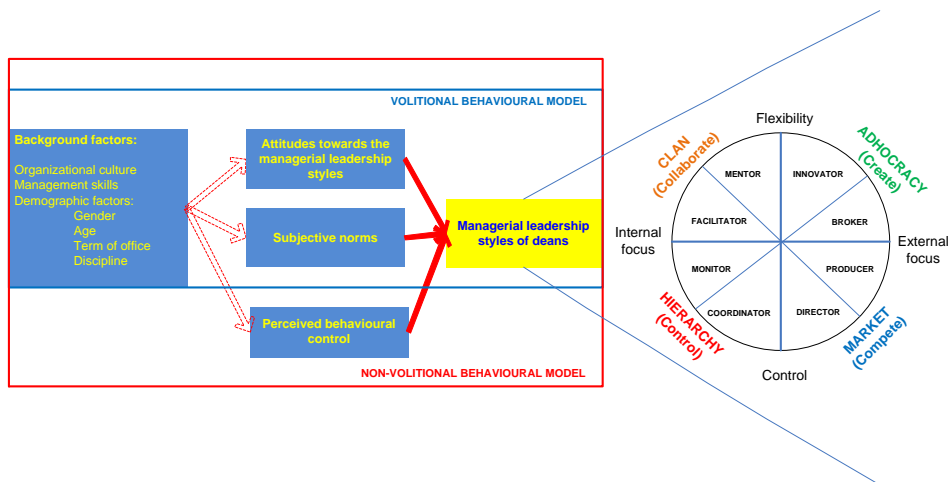 VOLITIONAL BEHAVIOURAL MODEL
Background factors:
Organizational culture
Management skills
Demographic factors:
Gender
Age
Term of office
Discipline
Attitudes towards the
managerial leadership
styles
Subjective norms
Perceived behavioural
control
Managerial leadership
styles of deans
NON-VOLITIONAL BEHAVIOURAL MODEL
Flexibility
CLAN
(Collaborate)
ADHOCRACY
(Create)
MENTOR
INNOVATOR
FACILITATOR
BROKER
Internal
focus
External
focus
MONITOR
PRODUCER
COORDINATOR
DIRECTOR
HIERARCHY
(Control)
MARKET
(Compete)
Control